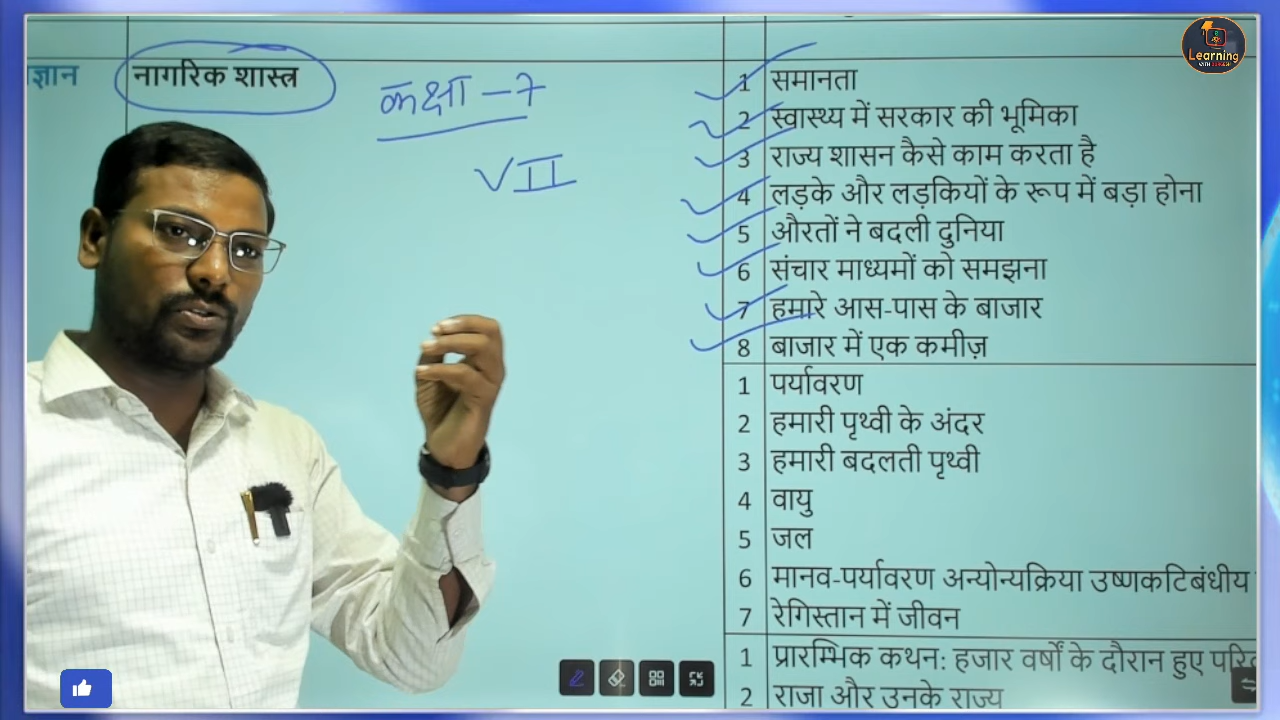 Learning
ज्ञान
नागरिक शास्त्र
कक्षा - 7
VII
1 समानता
2 स्वास्थ्य में सरकार की भूमिका
3 राज्य शासन कैसे काम करता है
4 लड़के और लड़कियों के रूप में बड़ा होना
5 औरतों ने बदली दुनिया
6 संचार माध्यमों को समझना
7 हमारे आस-पास के बाजार
8 बाजार में एक कमीज़
1 पर्यावरण
2 हमारी पृथ्वी के अंदर
3 हमारी बदलती पृथ्वी
4 वायु
5 जल
6 मानव-पर्यावरण अन्योन्यक्रिया उष्णकटिबंधीय
7 रेगिस्तान में जीवन
1 प्रारम्भिक कथन: हजार वर्षों के दौरान हुए
2 राजा और उनके राज्य